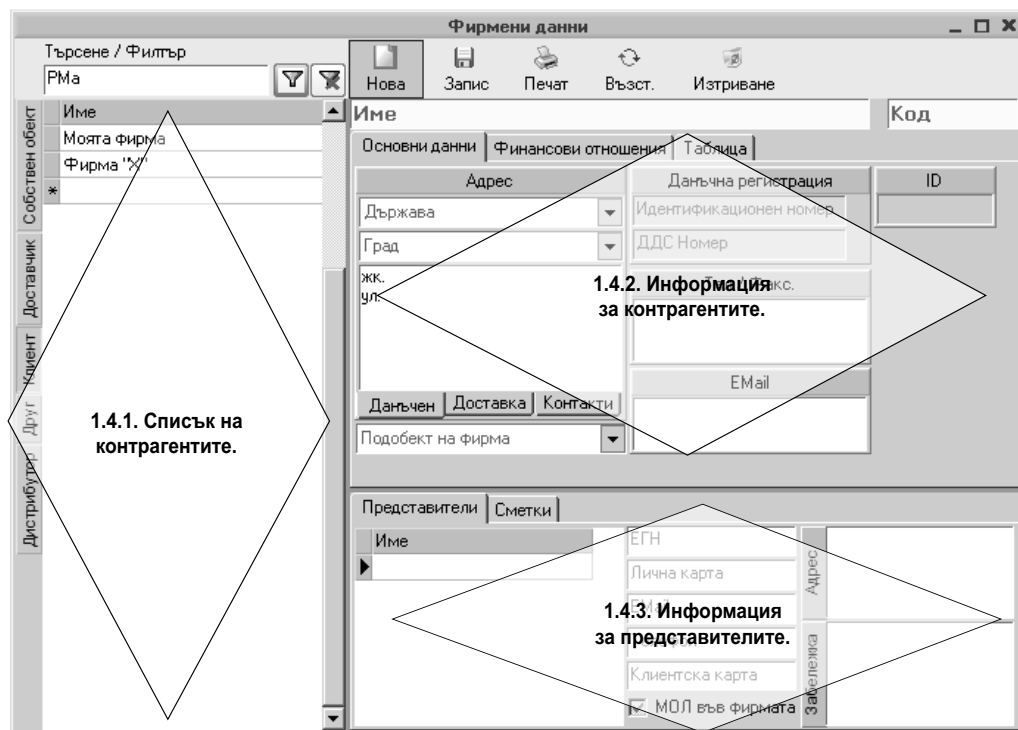 Фирмени данни
Търсене / Филтър
РМа
Нова
Запис
Печат
Възст.
Изтриване
Собствен обект
Доставчик
Клиент
Друг
Дистрибутор
Име
Моята фирма
Фирма "X"
*
1.4.1. Списък на
контрагентите.
Име
Код
Основни данни
Финансови отношения
Таблица
Адрес
Държава
Град
жк.
ул.
Данъчен
Доставка
Контакти
Подобект на фирма
Данъчна регистрация
Идентификационен номер
ДДС Номер
1.4.2. Информация
за контрагентите.
EMail
ID
Представители
Сметки
Име
ЕГН
Лична карта
EMail
1.4.3. Информация
за представителите.
Клиентска карта
МОЛ във фирмата
Адрес
Забележка